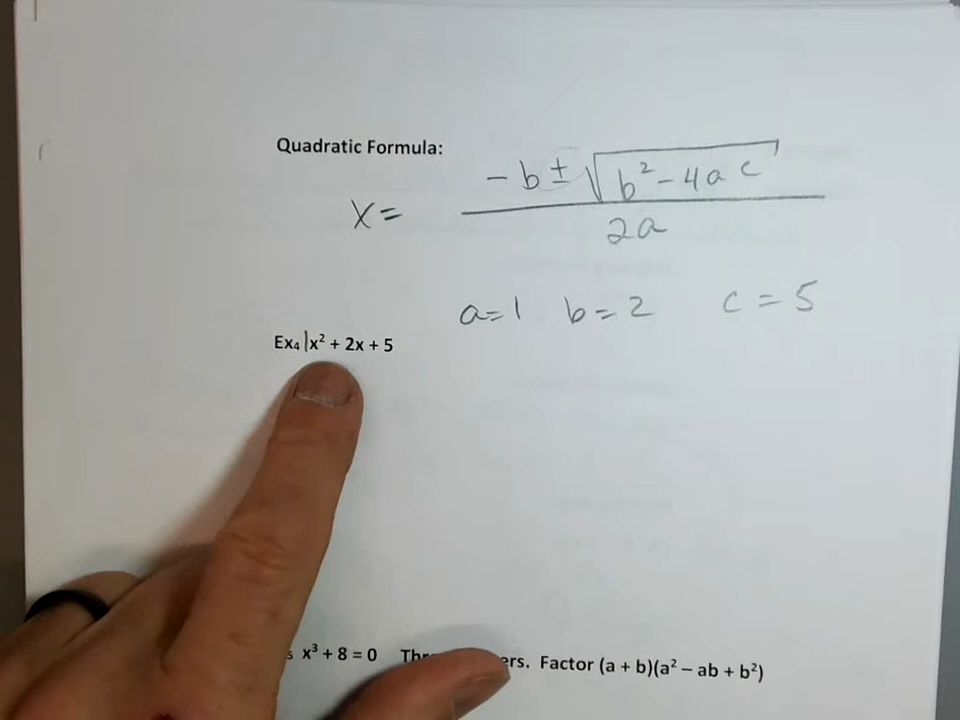 Quadratic Formula:
x = -b ± √b² - 4ac / 2a
a=1 b=2 c=5
Ex₄ |x² + 2x + 5
x³ + 8 = 0 Factor (a + b)(a² – ab + b²)